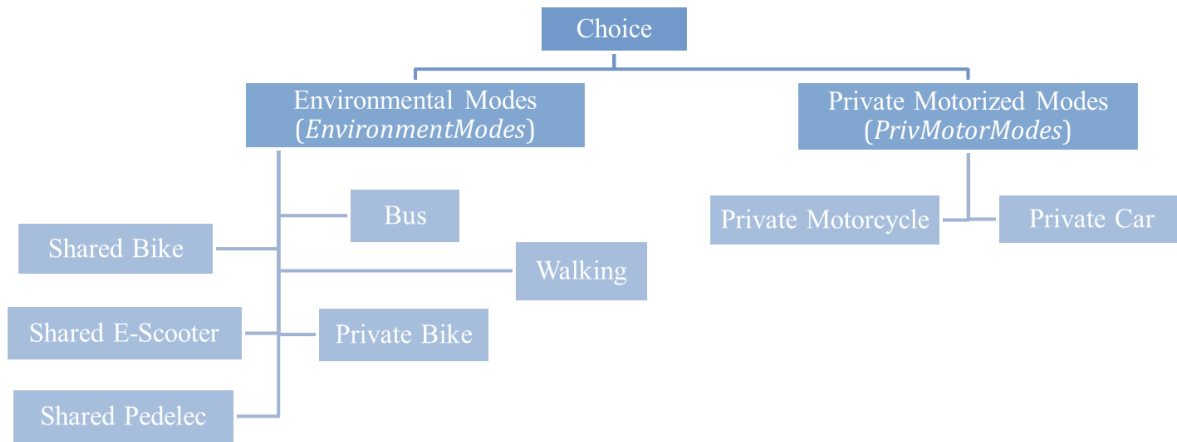 Choice
Environmental Modes
(EnvironmentModes)
Private Motorized Modes
(PrivMotorModes)
Bus
Shared Bike
Walking
Shared E-Scooter
Private Bike
Shared Pedelec
Private Motorcycle
Private Car